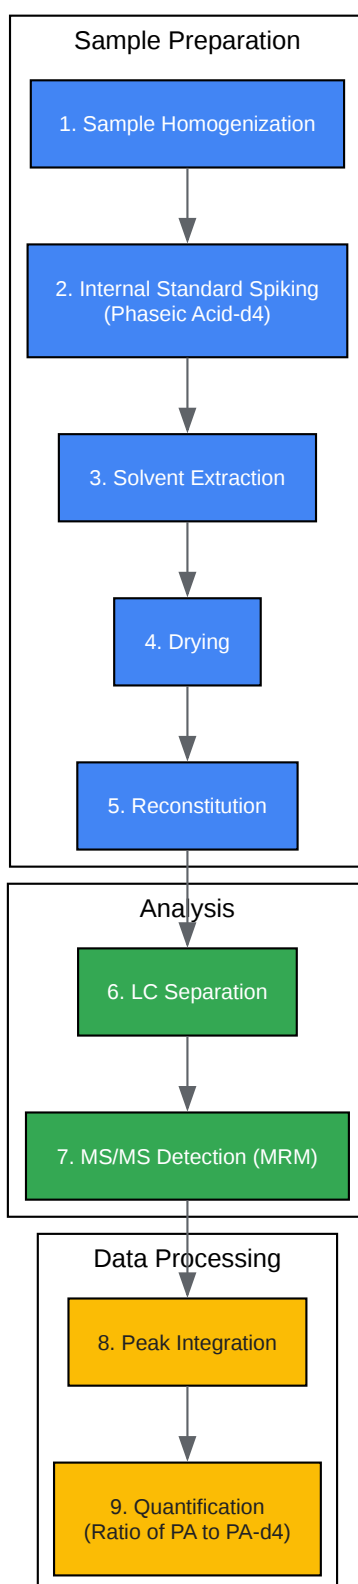 Sample Preparation
1. Sample Homogenization
2. Internal Standard Spiking
(Phaseic Acid-d4)
3. Solvent Extraction
4. Drying
5. Reconstitution
Analysis
6. LC Separation
7. MS/MS Detection (MRM)
Data Processing
8. Peak Integration
9. Quantification
(Ratio of PA to PA-d4)